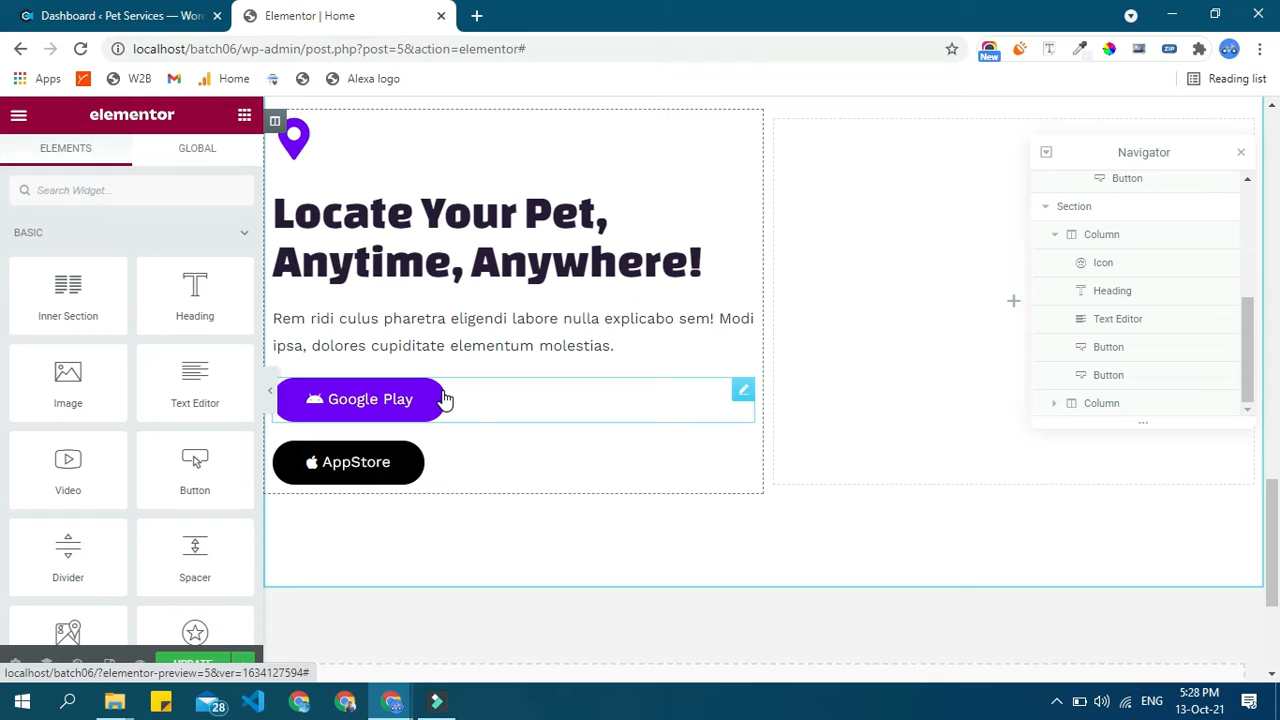 Dashboard ‹ Pet Services — Wor
Elementor | Home
localhost/batch06/wp-admin/post.php?post=5&action=elementor#
New
ZIP
Apps
W2B
Home
Alexa logo
Reading list
elementor
ELEMENTS
GLOBAL
Search Widget...
BASIC
Inner Section
Heading
Image
Text Editor
Video
Button
Divider
Spacer
UPDATE
Locate Your Pet,
Anytime, Anywhere!
Rem ridi culus pharetra eligendi labore nulla explicabo sem! Modi
ipsa, dolores cupiditate elementum molestias.
Google Play
AppStore
Navigator
Button
Section
Column
Icon
Heading
Text Editor
Button
Button
Column
localhost/batch06/?elementor-preview=5&ver=1634127594#
28
ENG
5:28 PM
13-Oct-21